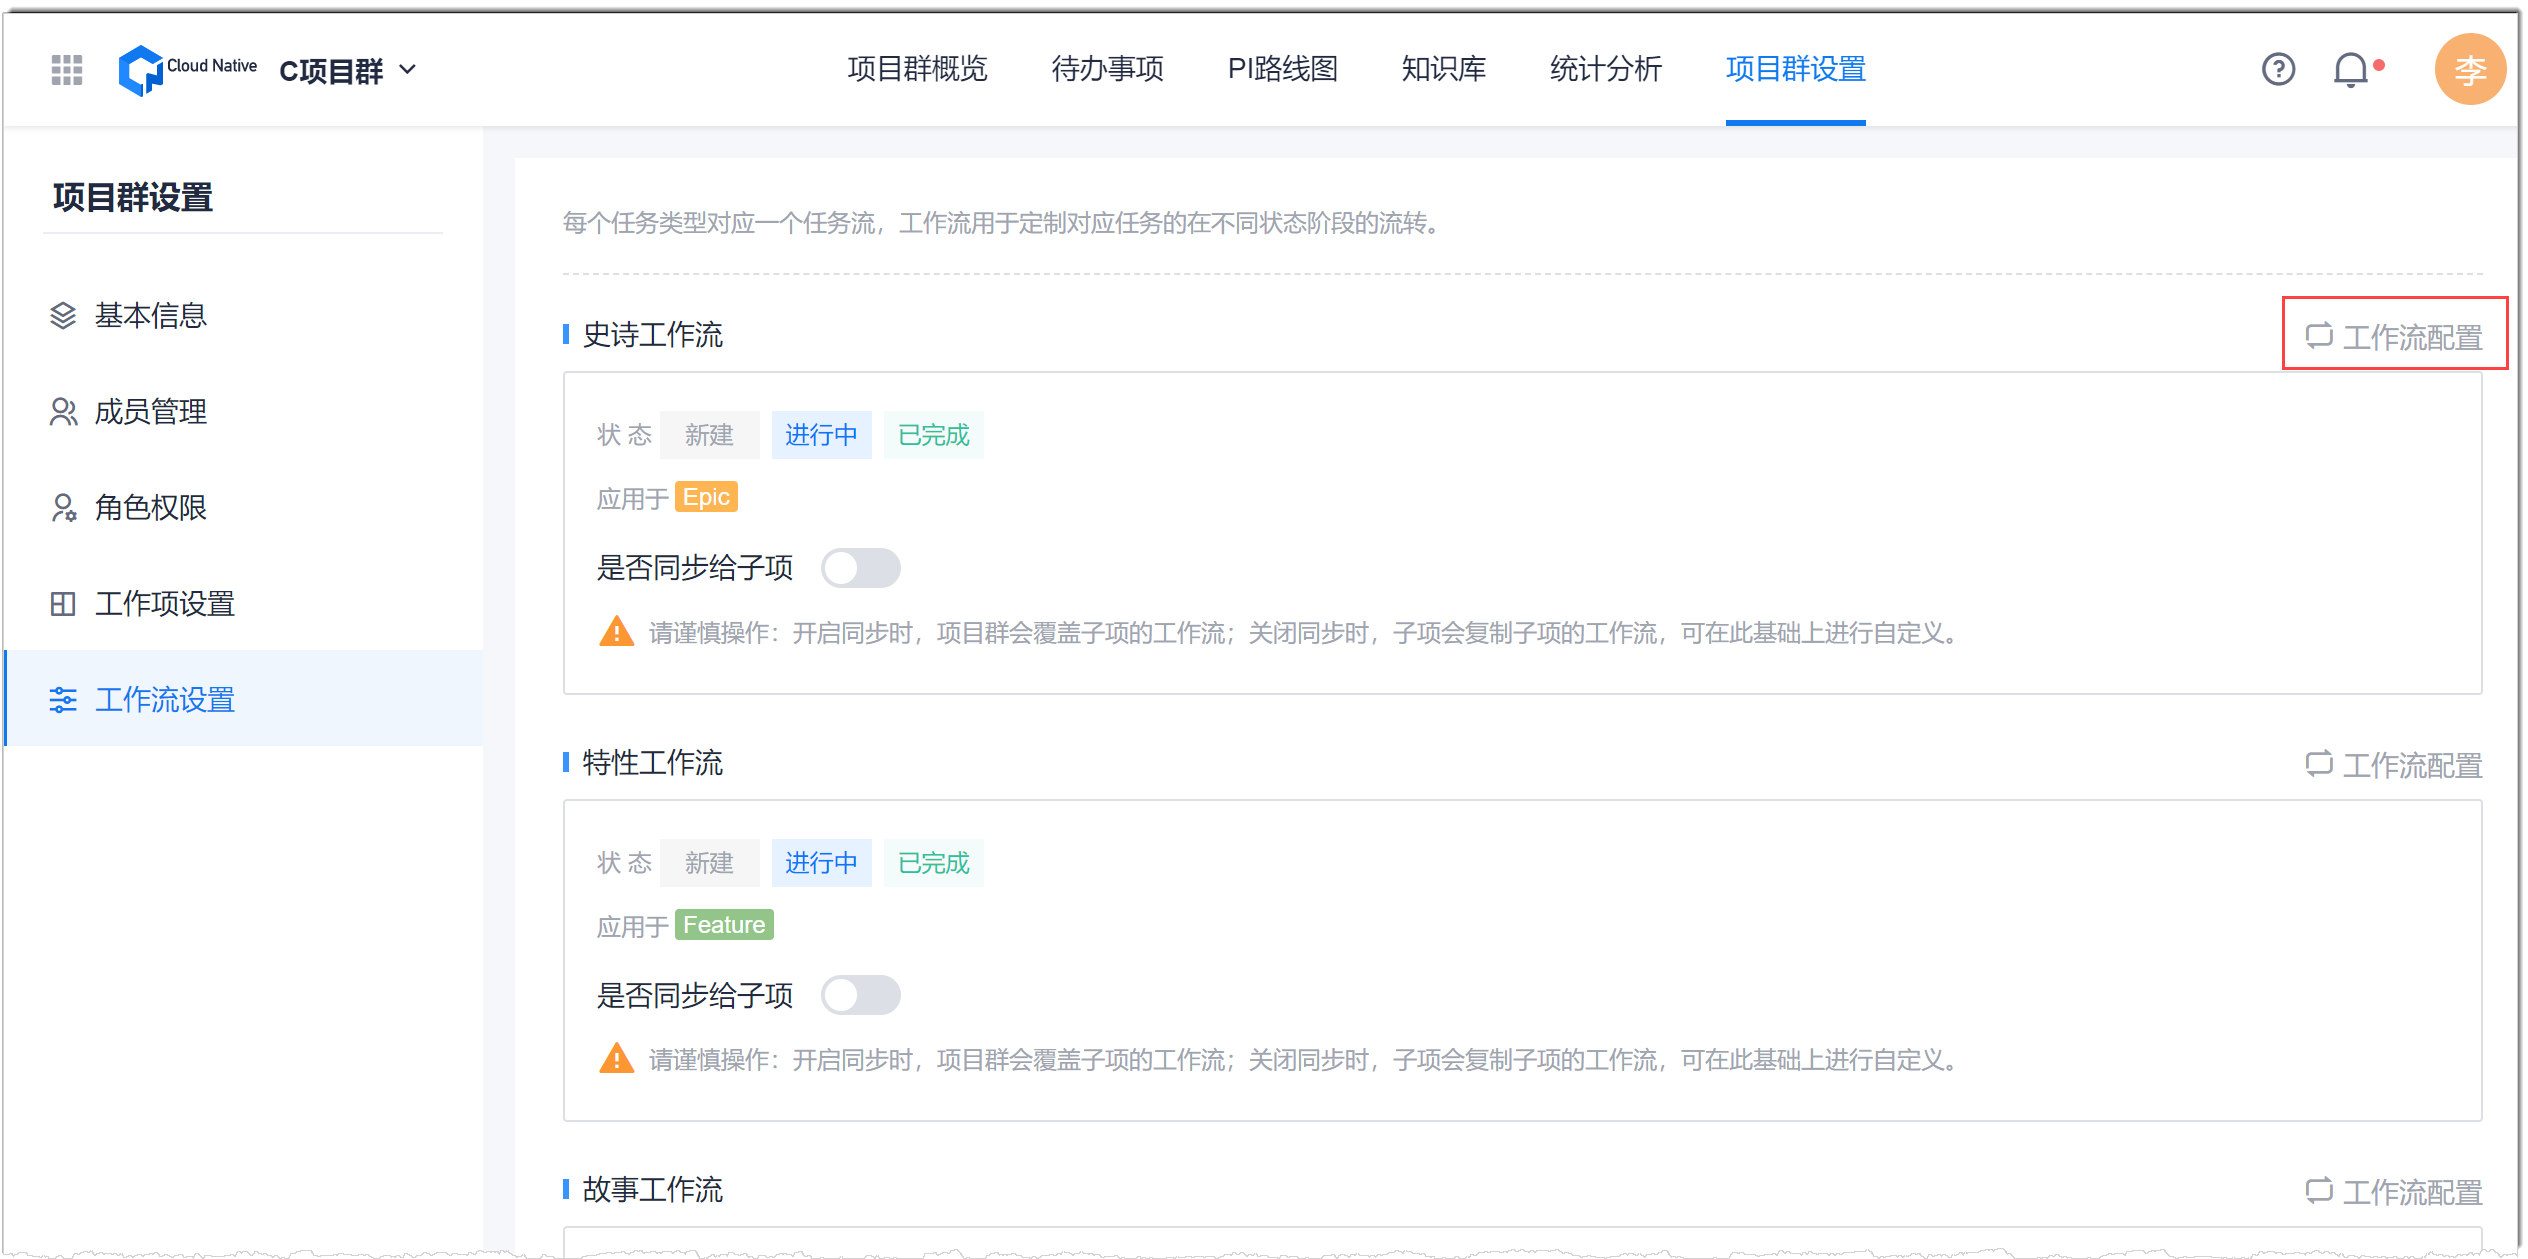 Cloud Native C项目群 项目群概览 待办事项 PI路线图 知识库 统计分析 项目群设置 李
项目群设置
基本信息
成员管理
角色权限
工作项设置
工作流设置
每个任务类型对应一个任务流，工作流用于定制对应任务的在不同状态阶段的流转。
史诗工作流 工作流配置
状 态 新建 进行中 已完成
应用于 Epic
是否同步给子项
请谨慎操作：开启同步时，项目群会覆盖子项的工作流；关闭同步时，子项会复制子项的工作流，可在此基础上进行自定义。
特性工作流 工作流配置
状 态 新建 进行中 已完成
应用于 Feature
是否同步给子项
请谨慎操作：开启同步时，项目群会覆盖子项的工作流；关闭同步时，子项会复制子项的工作流，可在此基础上进行自定义。
故事工作流 工作流配置